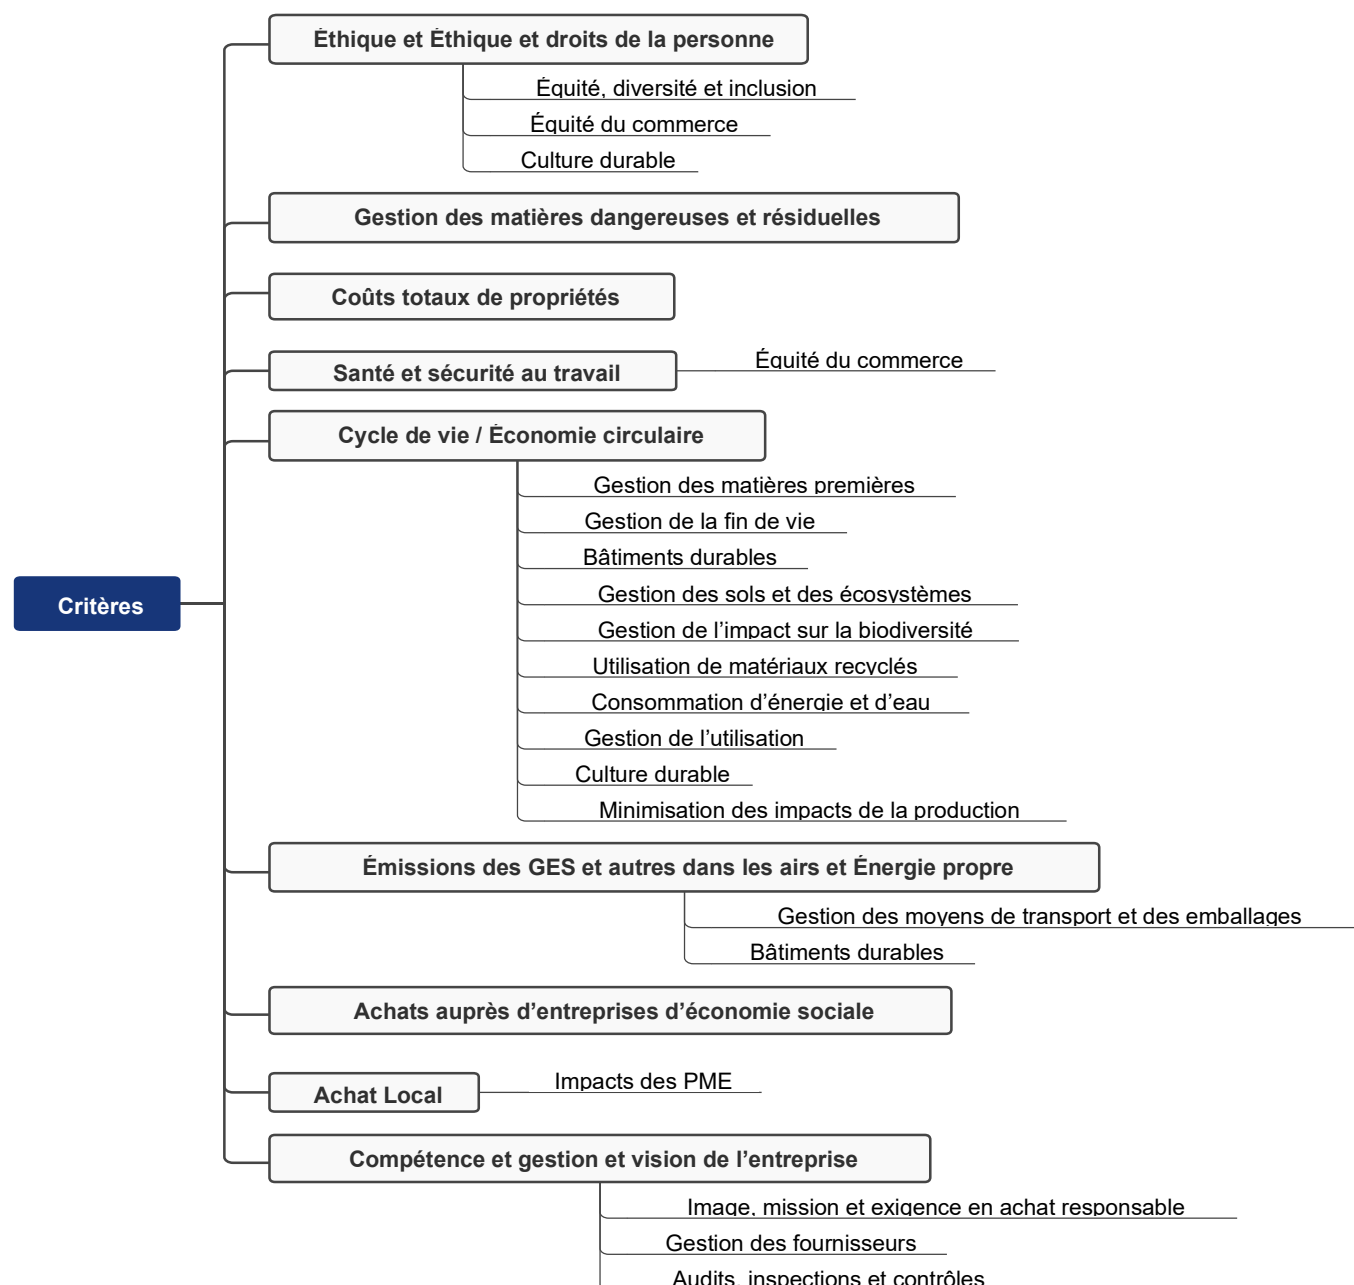 Éthique et Éthique et droits de la personne
Équité, diversité et inclusion
Équité du commerce
Culture durable
Gestion des matières dangereuses et résiduelles
Coûts totaux de propriétés
Santé et sécurité au travail
Équité du commerce
Cycle de vie / Économie circulaire
Gestion des matières premières
Gestion de la fin de vie
Bâtiments durables
Gestion des sols et des écosystèmes
Critères
Gestion de l’impact sur la biodiversité
Utilisation de matériaux recyclés
Consommation d’énergie et d’eau
Gestion de l’utilisation
Culture durable
Minimisation des impacts de la production
Émissions des GES et autres dans les airs et Énergie propre
Gestion des moyens de transport et des emballages
Bâtiments durables
Achats auprès d’entreprises d’économie sociale
Achat Local
Impacts des PME
Compétence et gestion et vision de l’entreprise
Image, mission et exigence en achat responsable
Gestion des fournisseurs
Audits, inspections et contrôles